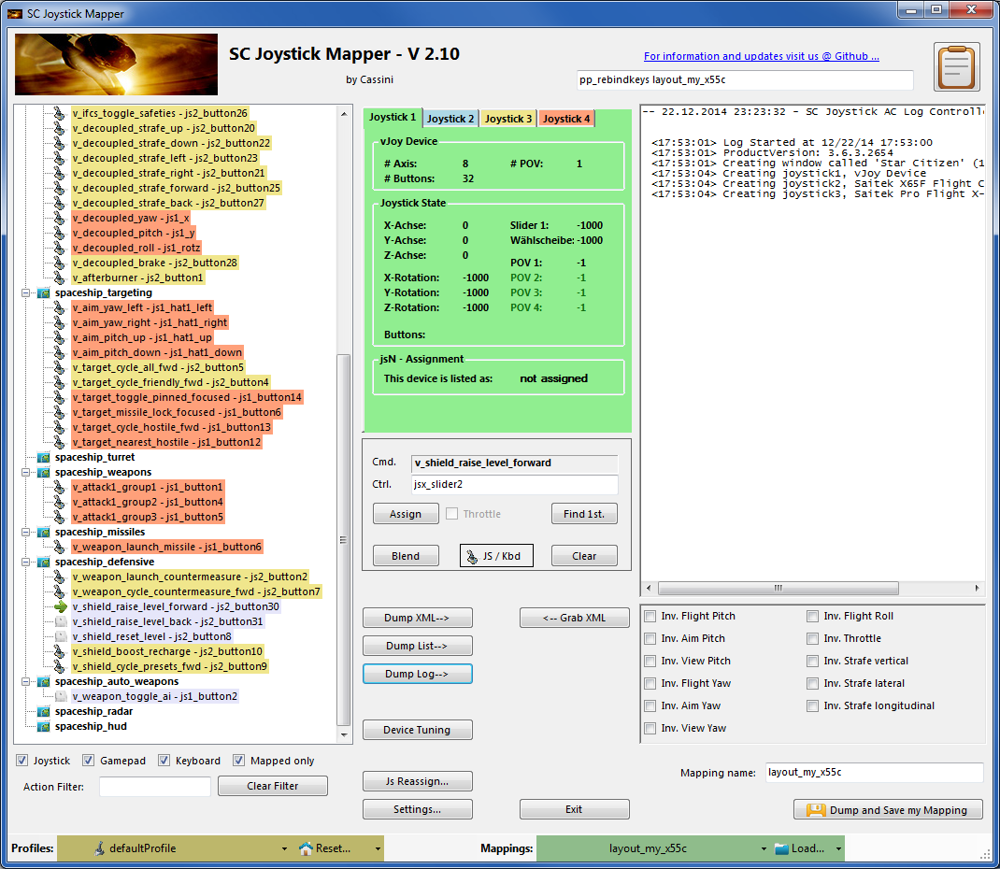 SC Joystick Mapper
SC Joystick Mapper - V 2.10
by Cassini
For information and updates visit us @ Github ...
pp_rebindkeys layout_my_x55c
v_ifcs_toggle_safeties - js2_button26
v_decoupled_strafe_up - js2_button20
v_decoupled_strafe_down - js2_button22
v_decoupled_strafe_left - js2_button23
v_decoupled_strafe_right - js2_button21
v_decoupled_strafe_forward - js2_button25
v_decoupled_strafe_back - js2_button27
v_decoupled_yaw - js1_x
v_decoupled_pitch - js1_y
v_decoupled_roll - js1_rotz
v_decoupled_brake - js2_button28
v_afterburner - js2_button1
spaceship_targeting
v_aim_yaw_left - js1_hat1_left
v_aim_yaw_right - js1_hat1_right
v_aim_pitch_up - js1_hat1_up
v_aim_pitch_down - js1_hat1_down
v_target_cycle_all_fwd - js2_button5
v_target_cycle_friendly_fwd - js2_button4
v_target_toggle_pinned_focused - js1_button14
v_target_missile_lock_focused - js1_button6
v_target_cycle_hostile_fwd - js1_button13
v_target_nearest_hostile - js1_button12
spaceship_turret
spaceship_weapons
v_attack1_group1 - js1_button1
v_attack1_group2 - js1_button4
v_attack1_group3 - js1_button5
spaceship_missiles
v_weapon_launch_missile - js1_button6
spaceship_defensive
v_weapon_launch_countermeasure - js2_button2
v_weapon_cycle_countermeasure_fwd - js2_button7
v_shield_raise_level_forward - js2_button30
v_shield_raise_level_back - js2_button31
v_shield_reset_level - js2_button8
v_shield_boost_recharge - js2_button10
v_shield_cycle_presets_fwd - js2_button9
spaceship_auto_weapons
v_weapon_toggle_ai - js1_button2
spaceship_radar
spaceship_hud
Joystick Gamepad Keyboard Mapped only
Action Filter: Clear Filter
Joystick 1 Joystick 2 Joystick 3 Joystick 4
vJoy Device
# Axis: 8 # POV: 1
# Buttons: 32
Joystick State
X-Achse: 0 Slider 1: -1000
Y-Achse: 0 Wählscheibe: -1000
Z-Achse: 0
POV 1: -1
X-Rotation: -1000 POV 2: -1
Y-Rotation: -1000 POV 3: -1
Z-Rotation: -1000 POV 4: -1
Buttons:
jsN - Assignment
This device is listed as: not assigned
Cmd. v_shield_raise_level_forward
Ctrl. jsx_slider2
Assign Throttle Find 1st.
Blend JS / Kbd Clear
Dump XML--> <-- Grab XML
Dump List-->
Dump Log-->
Device Tuning
Js Reassign...
Settings... Exit
-- 22.12.2014 23:23:32 - SC Joystick AC Log Controlle
<17:53:01> Log Started at 12/22/14 17:53:00
<17:53:01> ProductVersion: 3.6.3.2654
<17:53:01> Creating window called 'Star Citizen' (1
<17:53:04> Creating joystick1, vJoy Device
<17:53:04> Creating joystick2, Saitek X65F Flight C
<17:53:04> Creating joystick3, Saitek Pro Flight X-
Inv. Flight Pitch Inv. Flight Roll
Inv. Aim Pitch Inv. Throttle
Inv. View Pitch Inv. Strafe vertical
Inv. Flight Yaw Inv. Strafe lateral
Inv. Aim Yaw Inv. Strafe longitudinal
Inv. View Yaw
Mapping name: layout_my_x55c
Dump and Save my Mapping
Profiles: defaultProfile Reset... Mappings: layout_my_x55c Load...